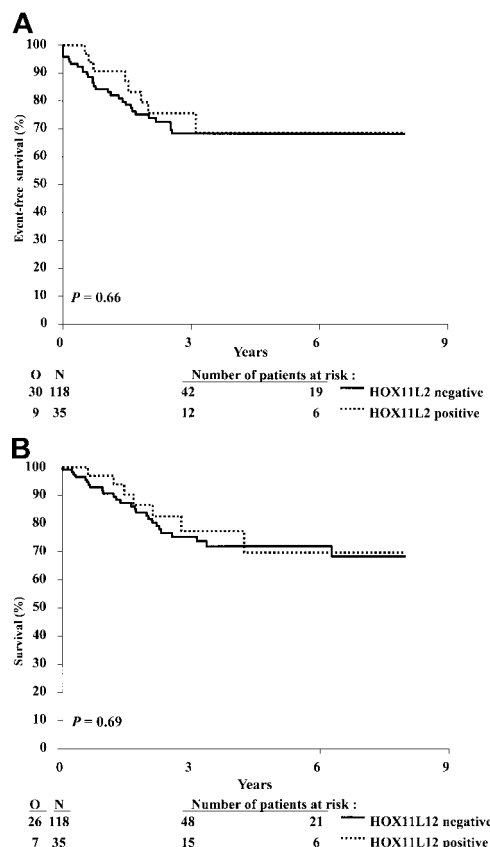 A
Event-free survival (%)
100
90
80
70
60
50
40
30
20
10
0
P = 0.66
0 3 6 9
Years
O N Number of patients at risk :
30 118 42 19 HOX11L2 negative
9 35 12 6 HOX11L2 positive
B
Survival (%)
100
90
80
70
60
50
40
30
20
10
0
P = 0.69
0 3 6 9
Years
O N Number of patients at risk :
26 118 48 21 HOX11L12 negative
7 35 15 6 HOX11L12 positive